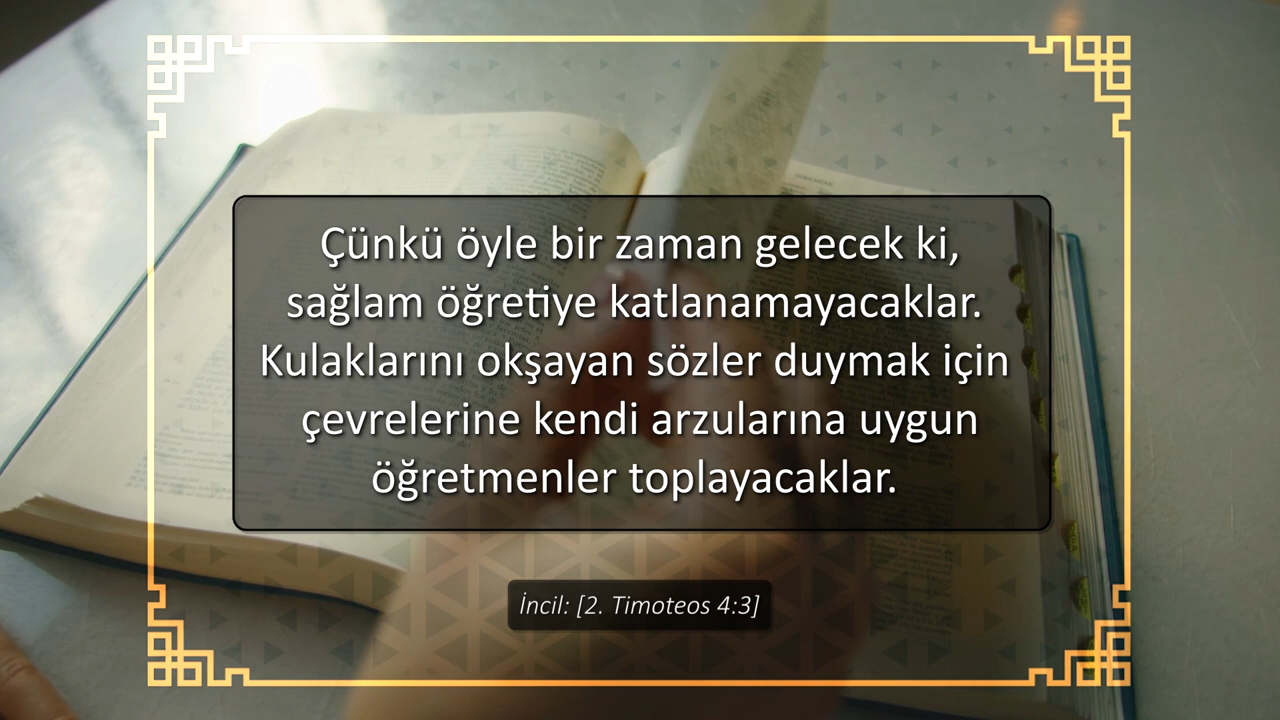 Çünkü öyle bir zaman gelecek ki,
sağlam öğretiye katlanamayacaklar.
Kulaklarını okşayan sözler duymak için
çevrelerine kendi arzularına uygun
öğretmenler toplayacaklar.
İncil: [2. Timoteos 4:3]